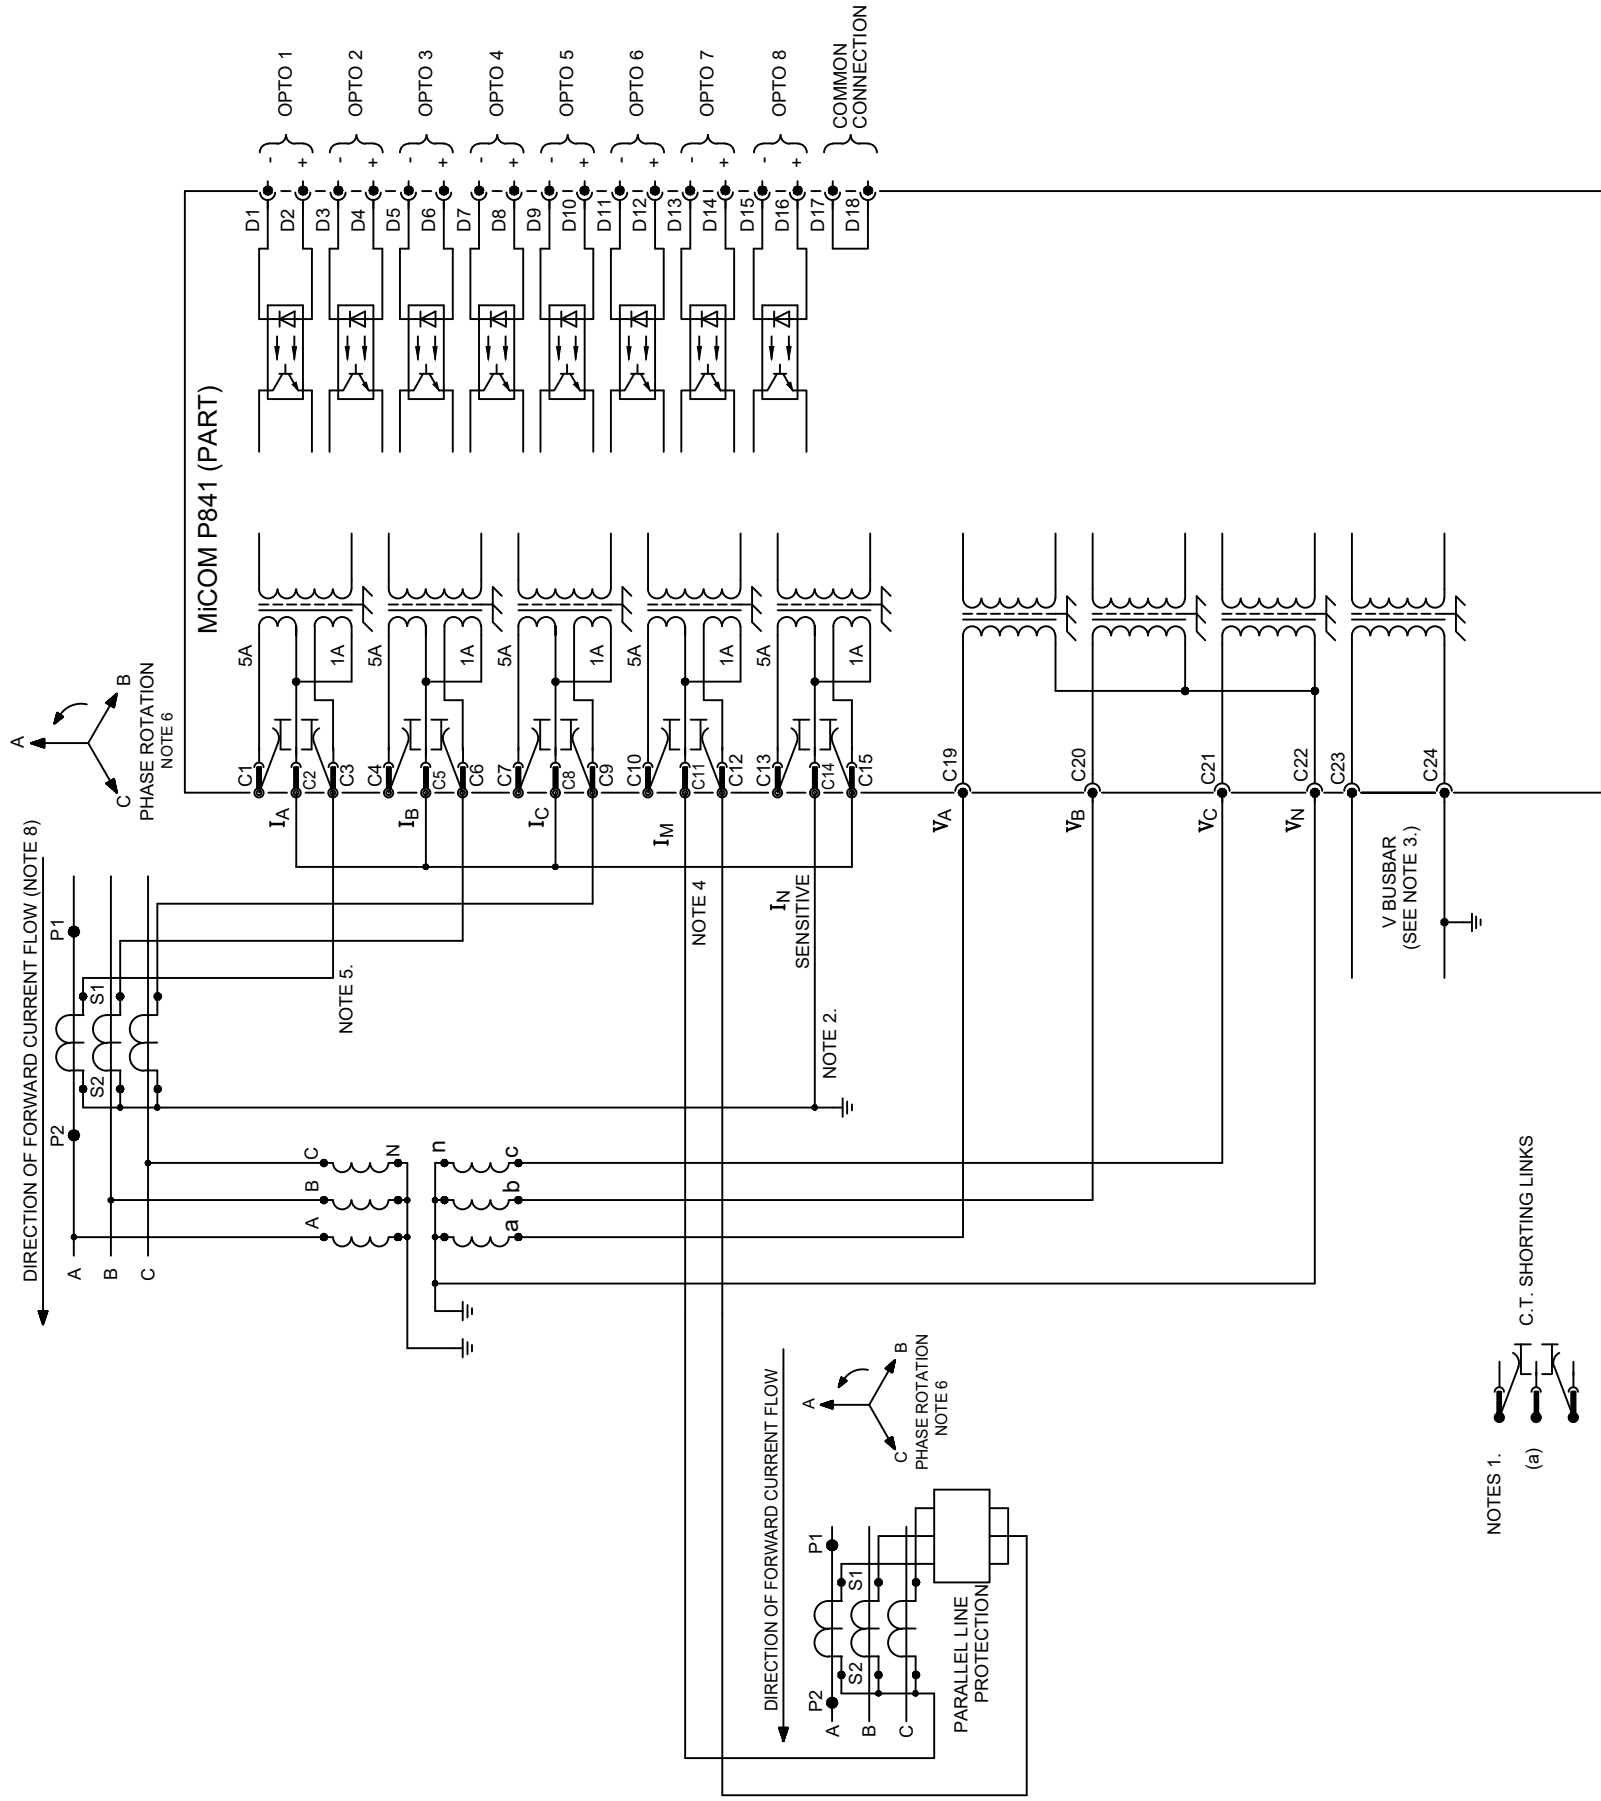 DIRECTION OF FORWARD CURRENT FLOW (NOTE 8)
A
B
C
P2
P1
S2
S1
A
B
C
PHASE ROTATION
NOTE 6
MiCOM P841 (PART)
A
B
C
N
n
a
b
c
NOTE 5.
NOTE 2.
NOTE 4
IA
IB
IC
IM
IN
SENSITIVE
C1
C2
C3
C4
C5
C6
C7
C8
C9
C10
C11
C12
C13
C14
C15
5A
1A
5A
1A
5A
1A
5A
1A
5A
1A
VA
VB
VC
VN
C19
C20
C21
C22
C23
C24
V BUSBAR
(SEE NOTE 3.)
D1
D2
D3
D4
D5
D6
D7
D8
D9
D10
D11
D12
D13
D14
D15
D16
D17
D18
-
+
OPTO 1
-
+
OPTO 2
-
+
OPTO 3
-
+
OPTO 4
-
+
OPTO 5
-
+
OPTO 6
-
+
OPTO 7
-
+
OPTO 8
COMMON
CONNECTION
DIRECTION OF FORWARD CURRENT FLOW
A
B
C
PHASE ROTATION
NOTE 6
P2
P1
S2
S1
A
B
C
PARALLEL LINE
PROTECTION
NOTES 1.
(a)
C.T. SHORTING LINKS